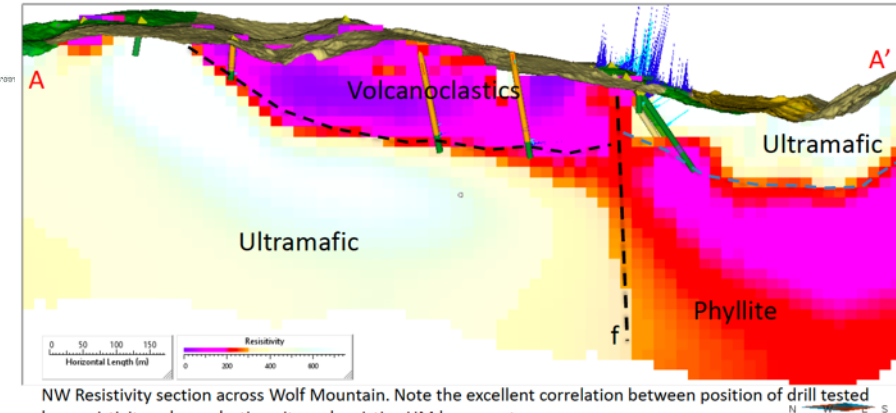 A
A'
Volcanoclastics
Ultramafic
Ultramafic
Phyllite
f
0 50 100 150
Horizontal Length (m)
Resisitivity
0 200 400 600
NW Resistivity section across Wolf Mountain. Note the excellent correlation between position of drill tested
N W E S